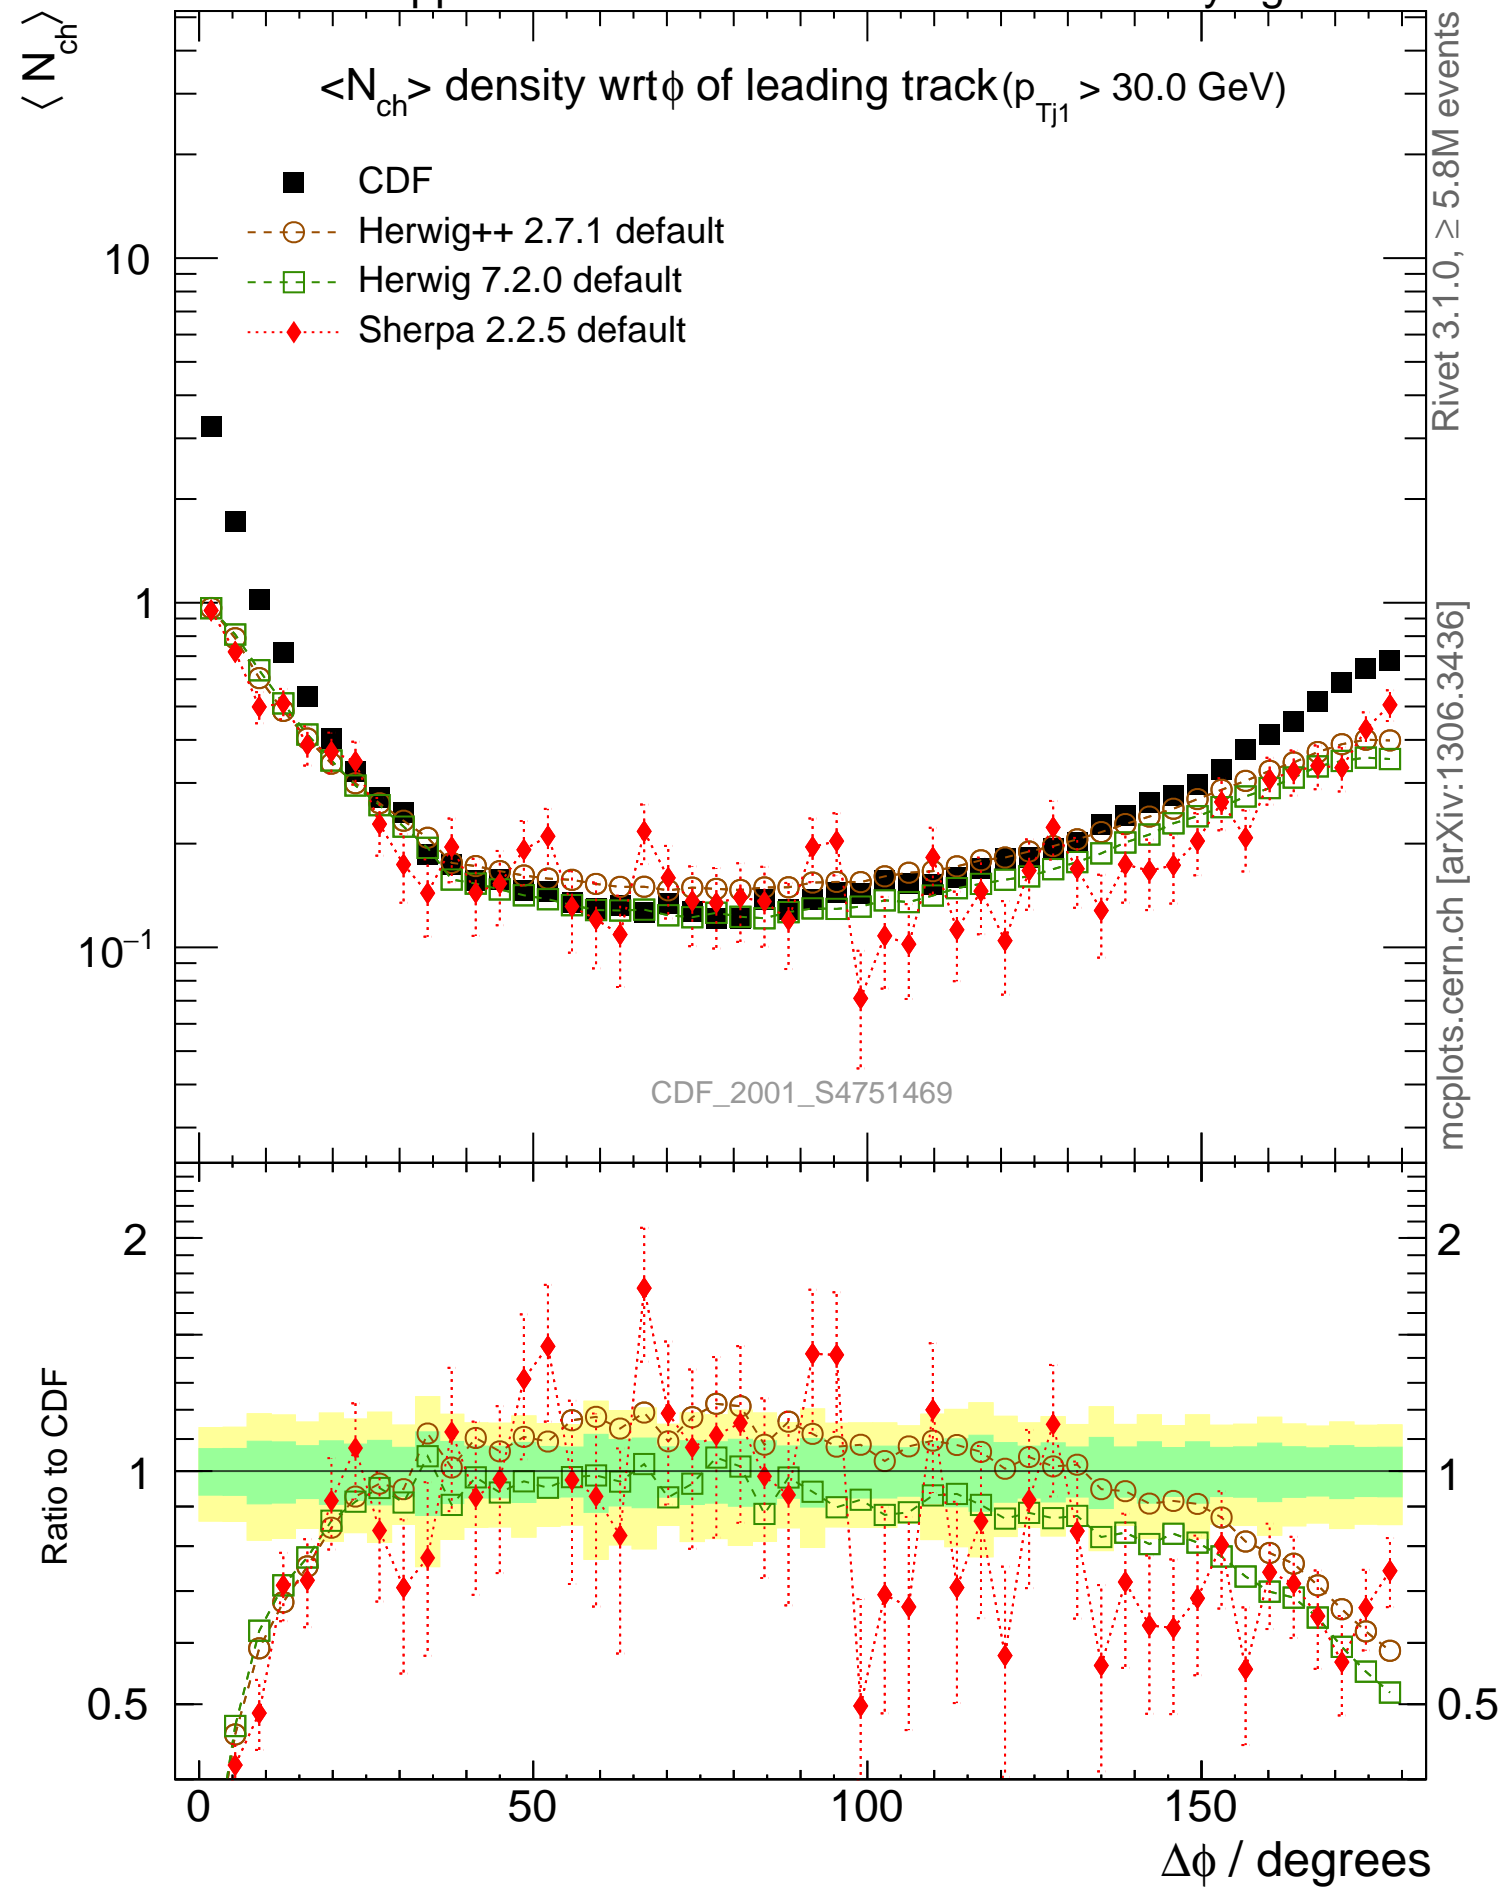 ⟨ N_ch ⟩
<N_ch> density wrtϕ of leading track(p_Tj1 > 30.0 GeV)
CDF
Herwig++ 2.7.1 default
Herwig 7.2.0 default
Sherpa 2.2.5 default
10
1
10⁻¹
CDF_2001_S4751469
Rivet 3.1.0, ≥ 5.8M events
mcplots.cern.ch [arXiv:1306.3436]
Ratio to CDF
2
1
0.5
2
1
0.5
0 50 100 150
Δϕ / degrees